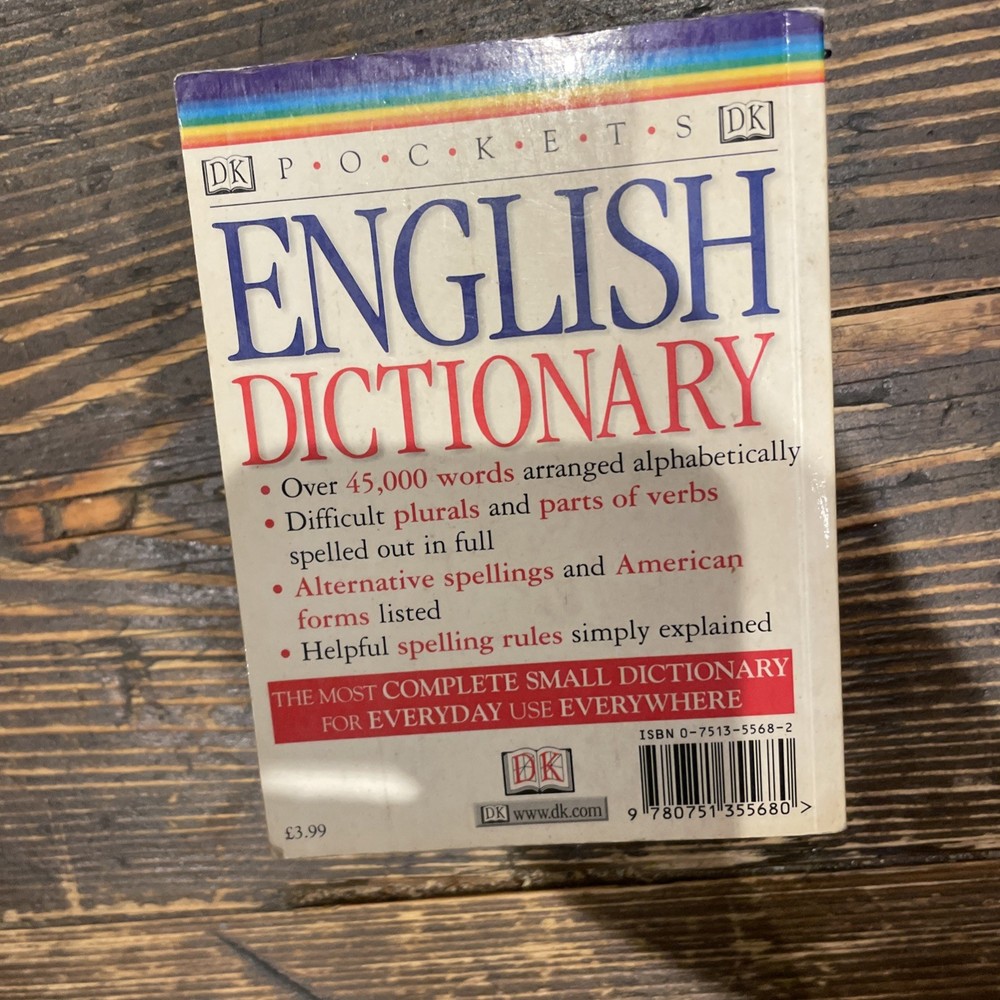 DK P•O•C•K•E•T•S DK
ENGLISH
DICTIONARY
• Over 45,000 words arranged alphabetically
• Difficult plurals and parts of verbs
spelled out in full
• Alternative spellings and American
forms listed
• Helpful spelling rules simply explained
THE MOST COMPLETE SMALL DICTIONARY
FOR EVERYDAY USE EVERYWHERE
ISBN 0-7513-5568-2
DK
DK www.dk.com
9 780751 355680 >
£3.99